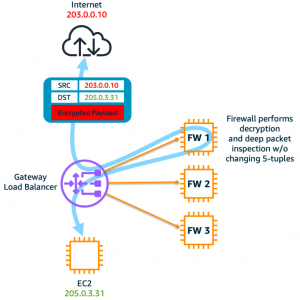 Internet
203.0.0.10
SRC 203.0.0.10
DST 205.0.3.31
Encrypted Payload
Firewall performs
decryption
and deep packet
inspection w/o
changing 5-tuples
FW 1
Gateway
Load Balancer
FW 2
FW 3
EC2
205.0.3.31